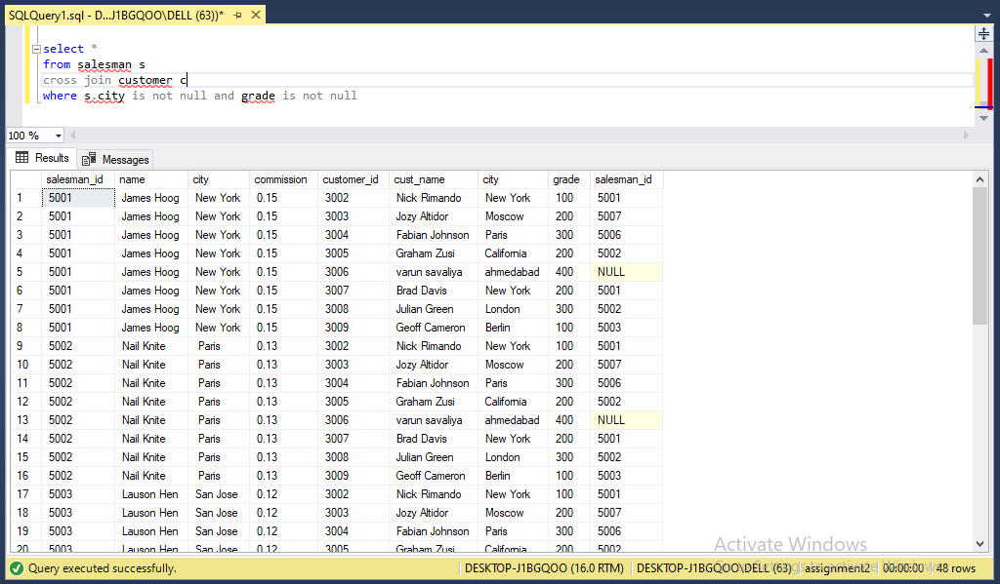 SQLQuery1.sql - D...J1BGQOO\DELL (63))*
select *
from salesman s
cross join customer c
where s.city is not null and grade is not null
100 %
Results Messages
salesman_id name city commission customer_id cust_name city grade salesman_id
1 5001 James Hoog New York 0.15 3002 Nick Rimando New York 100 5001
2 5001 James Hoog New York 0.15 3003 Jozy Altidor Moscow 200 5007
3 5001 James Hoog New York 0.15 3004 Fabian Johnson Paris 300 5006
4 5001 James Hoog New York 0.15 3005 Graham Zusi California 200 5002
5 5001 James Hoog New York 0.15 3006 varun savaliya ahmedabad 400 NULL
6 5001 James Hoog New York 0.15 3007 Brad Davis New York 200 5001
7 5001 James Hoog New York 0.15 3008 Julian Green London 300 5002
8 5001 James Hoog New York 0.15 3009 Geoff Cameron Berlin 100 5003
9 5002 Nail Knite Paris 0.13 3002 Nick Rimando New York 100 5001
10 5002 Nail Knite Paris 0.13 3003 Jozy Altidor Moscow 200 5007
11 5002 Nail Knite Paris 0.13 3004 Fabian Johnson Paris 300 5006
12 5002 Nail Knite Paris 0.13 3005 Graham Zusi California 200 5002
13 5002 Nail Knite Paris 0.13 3006 varun savaliya ahmedabad 400 NULL
14 5002 Nail Knite Paris 0.13 3007 Brad Davis New York 200 5001
15 5002 Nail Knite Paris 0.13 3008 Julian Green London 300 5002
16 5002 Nail Knite Paris 0.13 3009 Geoff Cameron Berlin 100 5003
17 5003 Lauson Hen San Jose 0.12 3002 Nick Rimando New York 100 5001
18 5003 Lauson Hen San Jose 0.12 3003 Jozy Altidor Moscow 200 5007
19 5003 Lauson Hen San Jose 0.12 3004 Fabian Johnson Paris 300 5006
20 5003 Lauson Hen San Jose 0.12 3005 Graham Zusi California 200 5002
Activate Windows
Query executed successfully. DESKTOP-J1BGQOO (16.0 RTM) DESKTOP-J1BGQOO\DELL (63) assignment2 00:00:00 48 rows